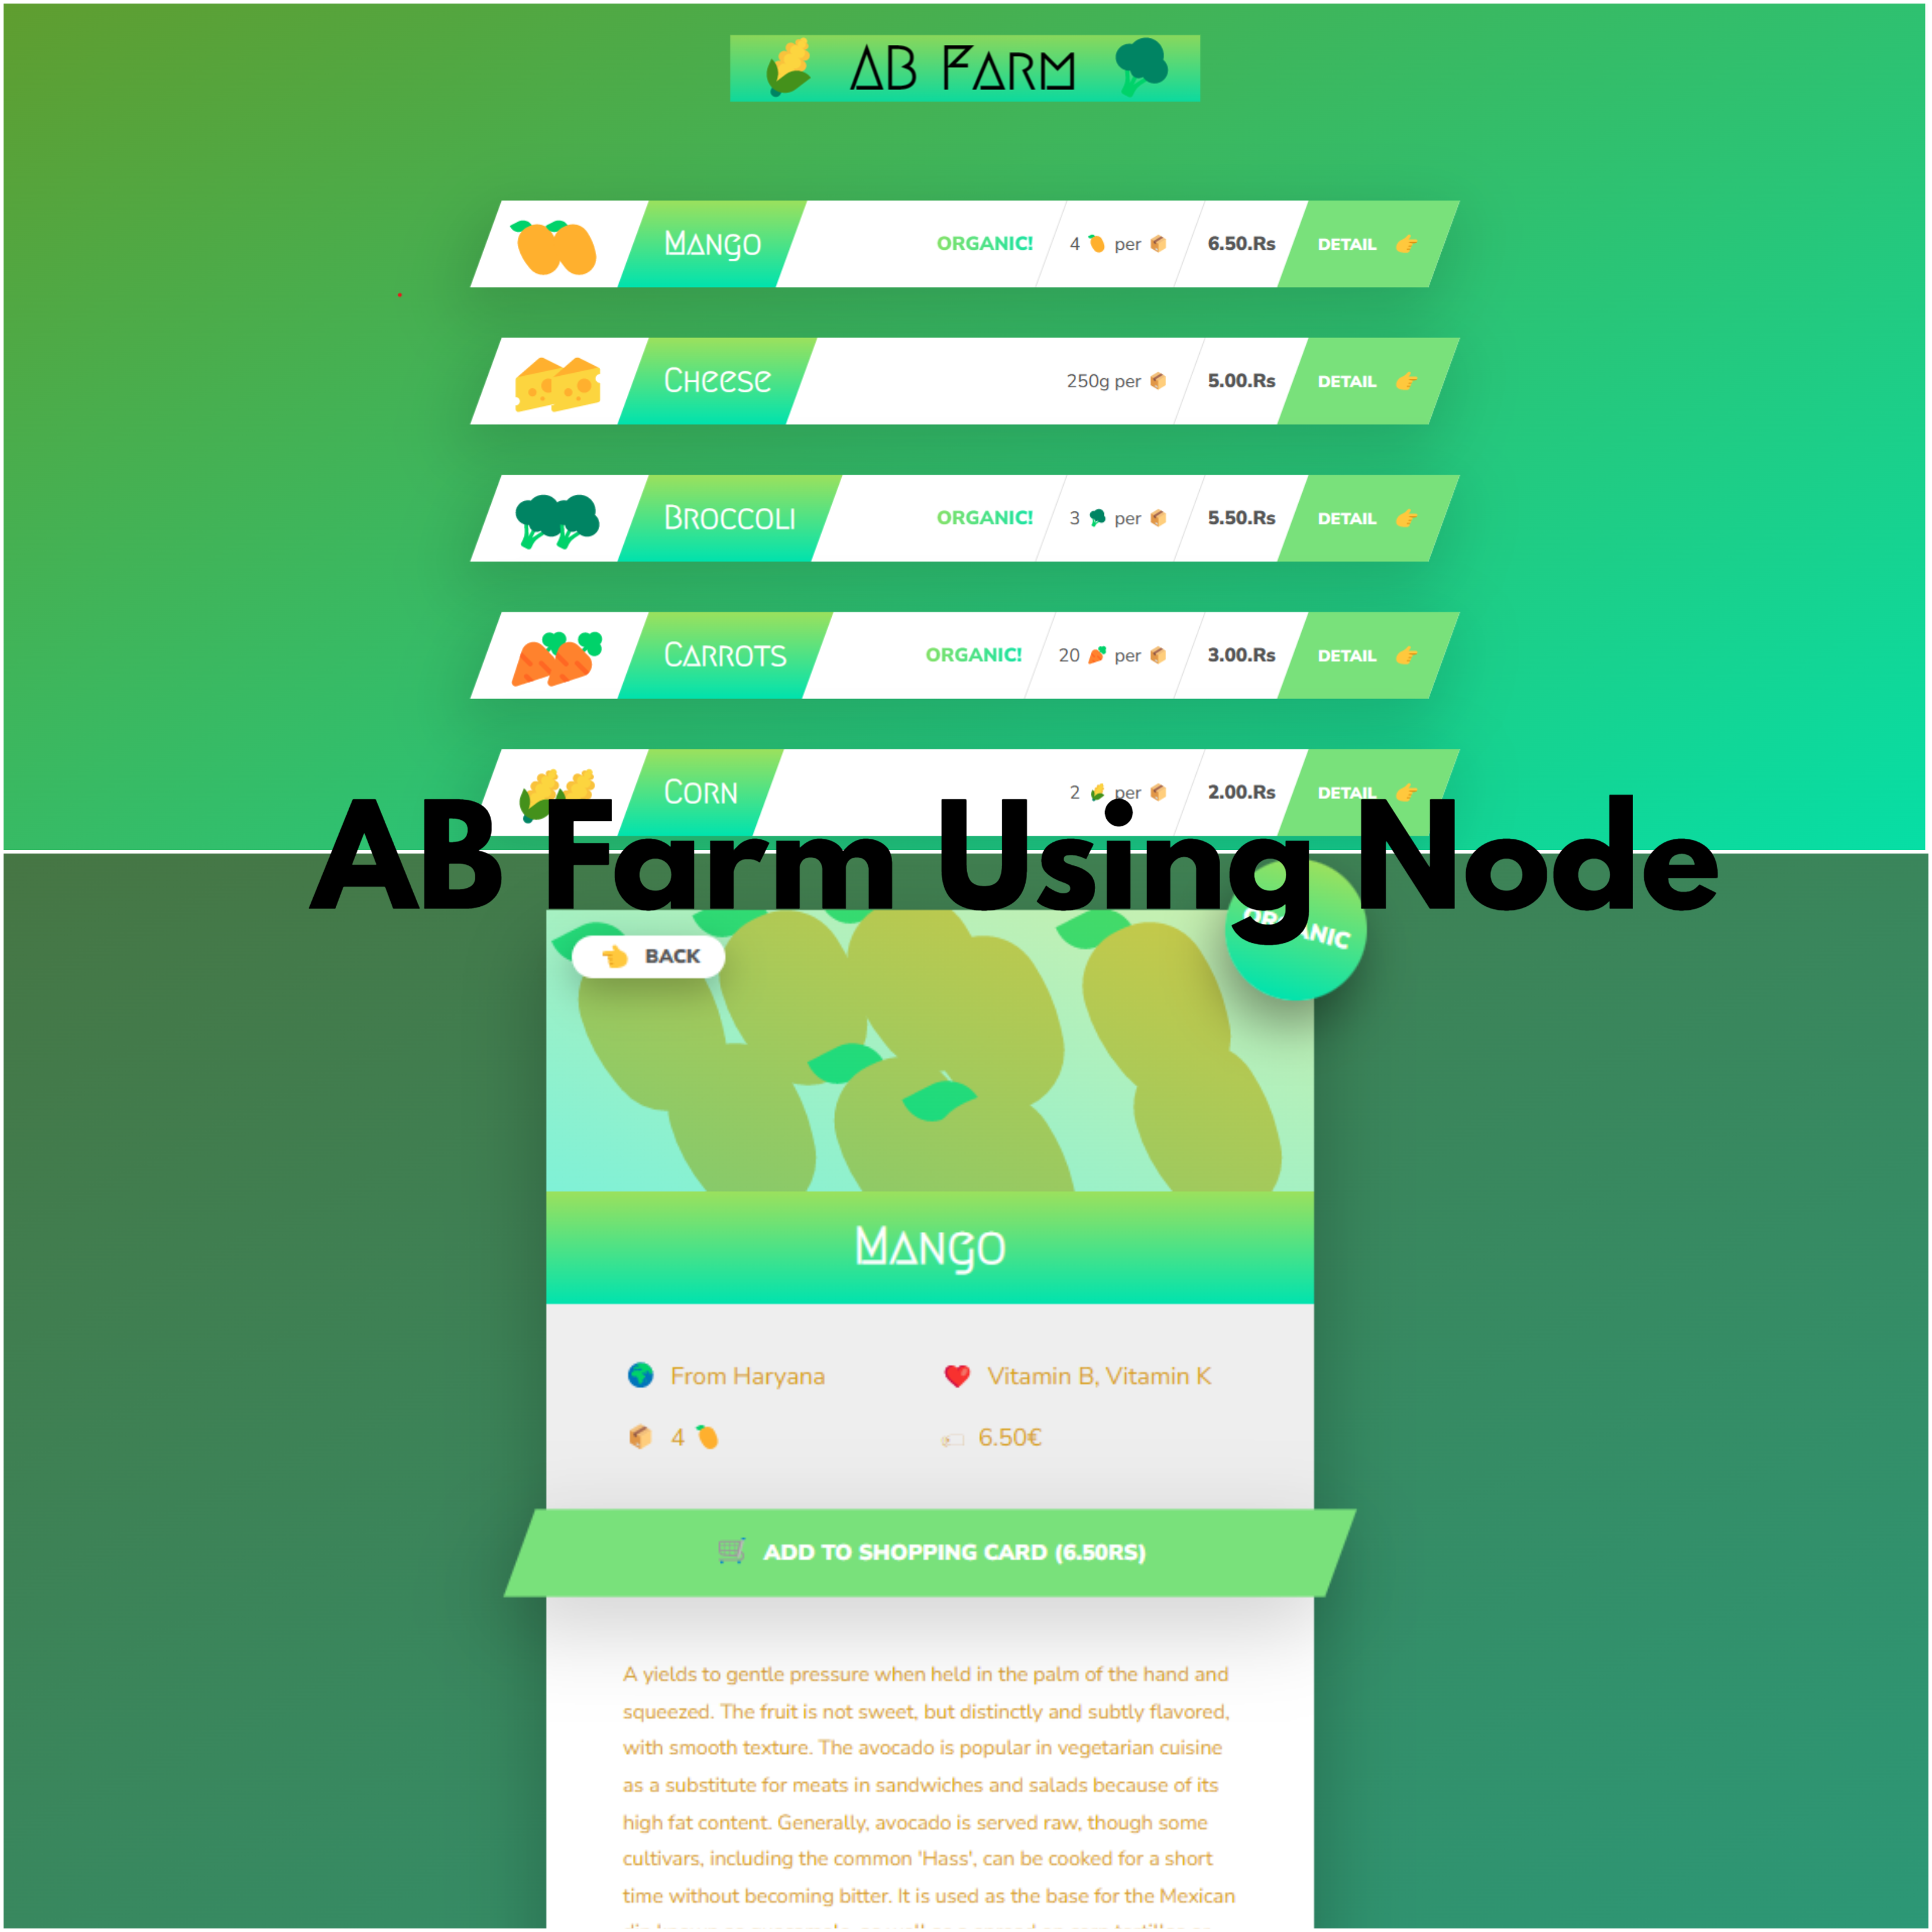 AB Farm
Mango ORGANIC! 4 🥭 per 📦 6.50.Rs DETAIL 👉
Cheese 250g per 📦 5.00.Rs DETAIL 👉
Broccoli ORGANIC! 3 🥦 per 📦 5.50.Rs DETAIL 👉
Carrots ORGANIC! 20 🥕 per 📦 3.00.Rs DETAIL 👉
Corn 2 🌽 per 📦 2.00.Rs DETAIL 👉
AB Farm Using Node
👈 BACK
Mango
🌍 From Haryana ❤️ Vitamin B, Vitamin K
📦 4 🥭 🏷 6.50€
🛒 ADD TO SHOPPING CARD (6.50RS)
A yields to gentle pressure when held in the palm of the hand and
squeezed. The fruit is not sweet, but distinctly and subtly flavored,
with smooth texture. The avocado is popular in vegetarian cuisine
as a substitute for meats in sandwiches and salads because of its
high fat content. Generally, avocado is served raw, though some
cultivars, including the common 'Hass', can be cooked for a short
time without becoming bitter. It is used as the base for the Mexican